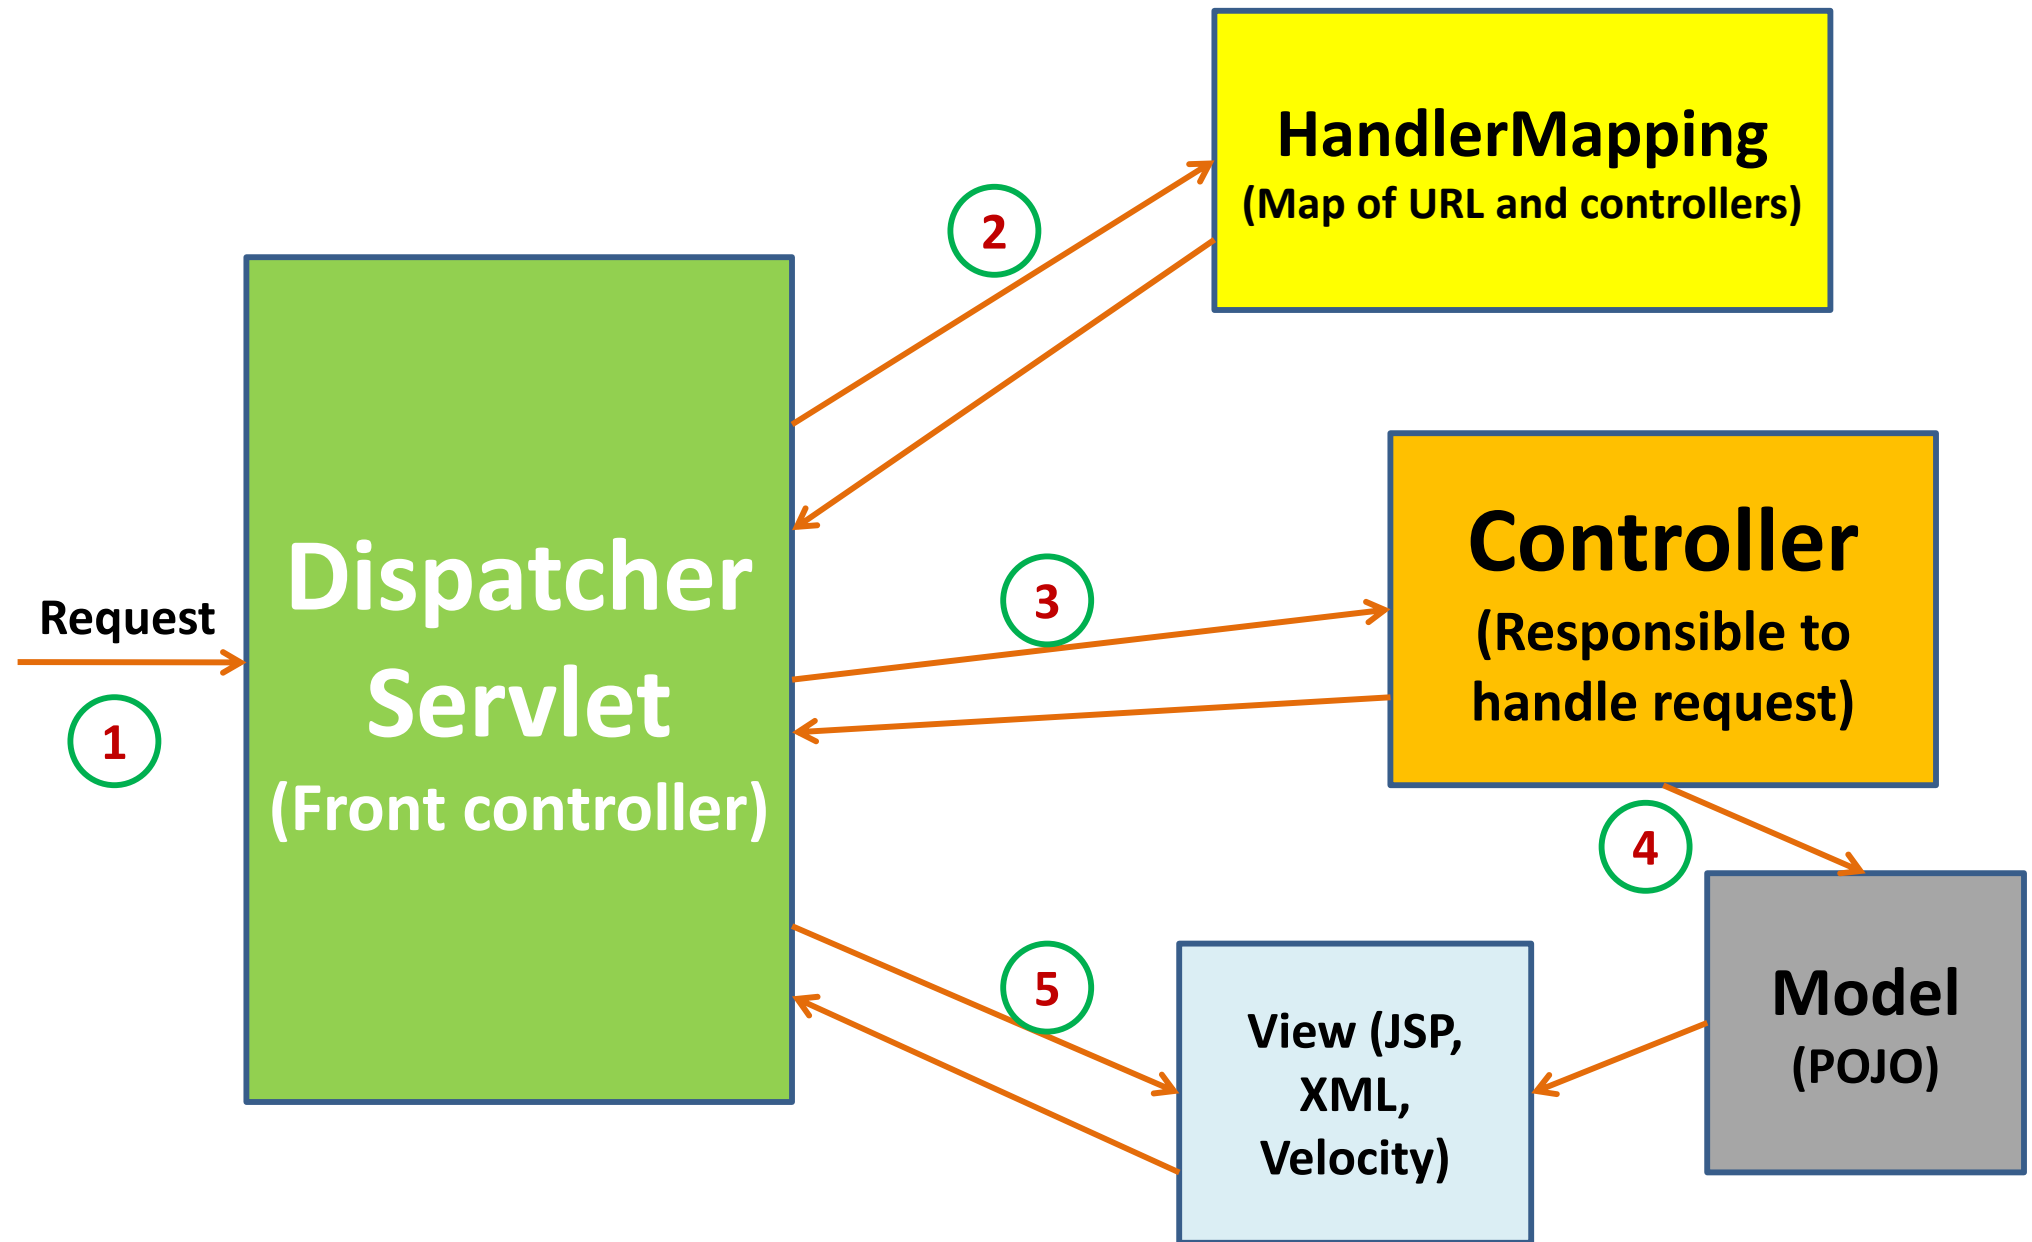 Request
1
Dispatcher
Servlet
(Front controller)
2
HandlerMapping
(Map of URL and controllers)
3
Controller
(Responsible to
handle request)
4
Model
(POJO)
5
View (JSP,
XML,
Velocity)